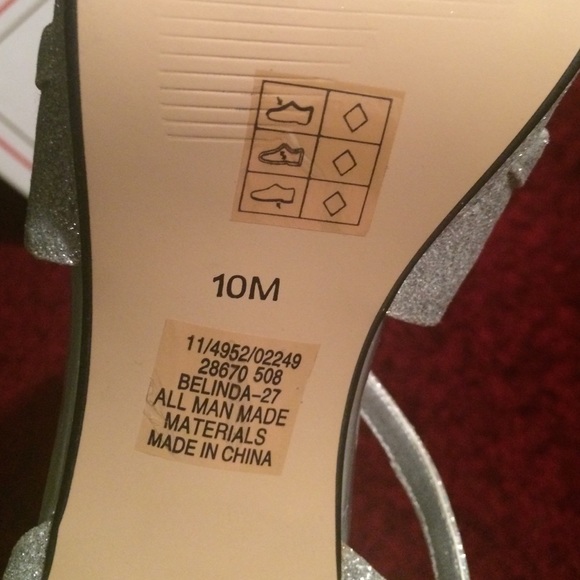 10M
11/4952/02249
28670 508
BELINDA-27
ALL MAN MADE
MATERIALS
MADE IN CHINA